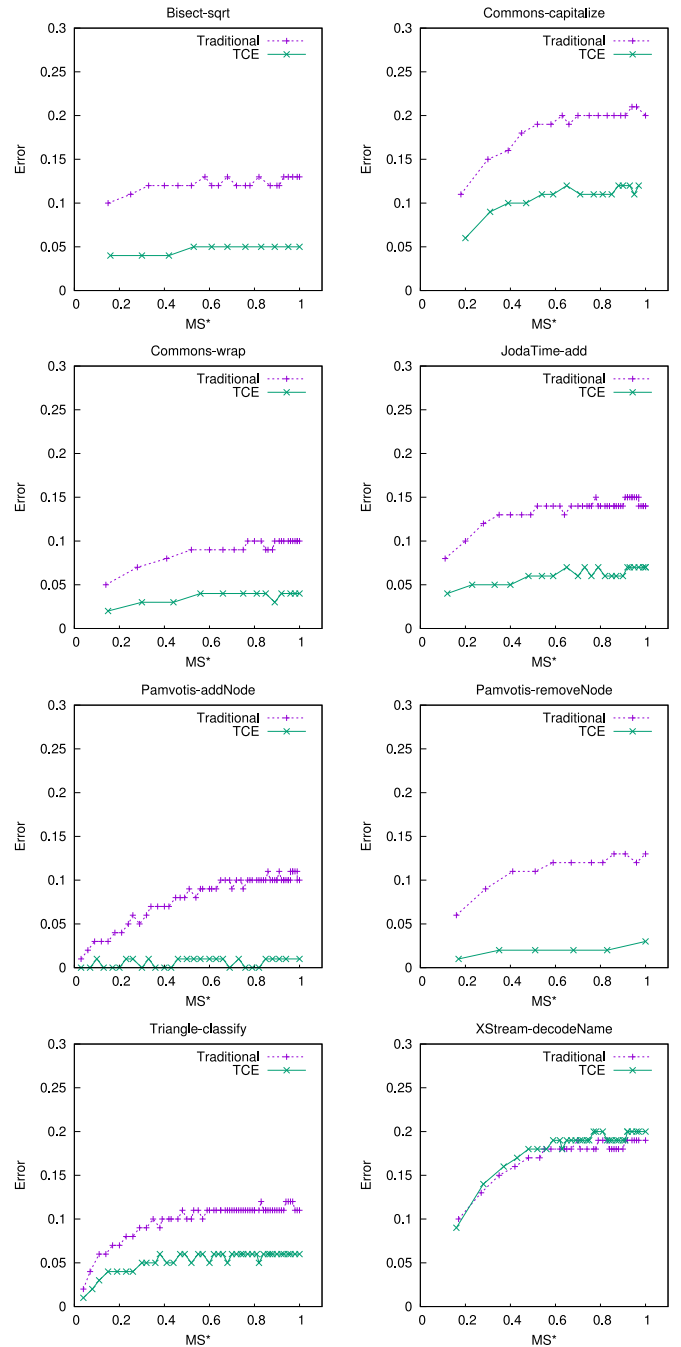 Bisect-sqrt
Traditional
TCE
0.3
0.25
0.2
0.15
0.1
0.05
0
Error
0 0.2 0.4 0.6 0.8 1
MS*
Commons-capitalize
Traditional
TCE
0.3
0.25
0.2
0.15
0.1
0.05
0
Error
0 0.2 0.4 0.6 0.8 1
MS*
Commons-wrap
Traditional
TCE
0.3
0.25
0.2
0.15
0.1
0.05
0
Error
0 0.2 0.4 0.6 0.8 1
MS*
JodaTime-add
Traditional
TCE
0.3
0.25
0.2
0.15
0.1
0.05
0
Error
0 0.2 0.4 0.6 0.8 1
MS*
Pamvotis-addNode
Traditional
TCE
0.3
0.25
0.2
0.15
0.1
0.05
0
Error
0 0.2 0.4 0.6 0.8 1
MS*
Pamvotis-removeNode
Traditional
TCE
0.3
0.25
0.2
0.15
0.1
0.05
0
Error
0 0.2 0.4 0.6 0.8 1
MS*
Triangle-classify
Traditional
TCE
0.3
0.25
0.2
0.15
0.1
0.05
0
Error
0 0.2 0.4 0.6 0.8 1
MS*
XStream-decodeName
Traditional
TCE
0.3
0.25
0.2
0.15
0.1
0.05
0
Error
0 0.2 0.4 0.6 0.8 1
MS*